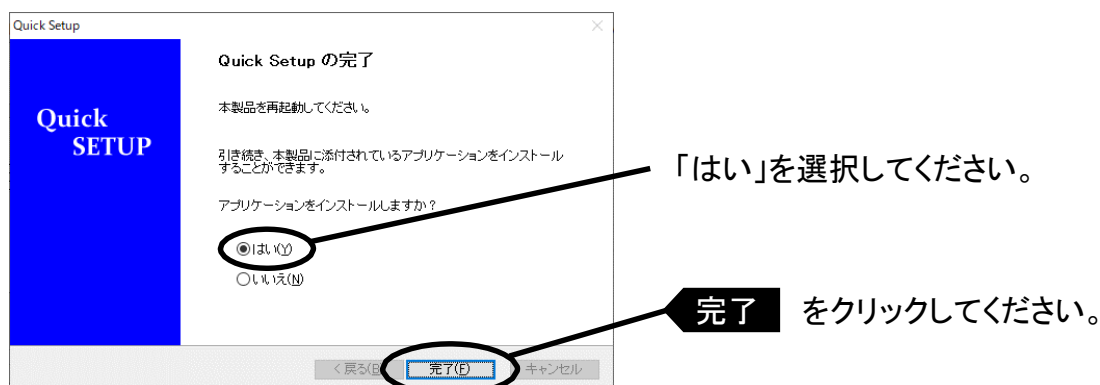 Quick Setup
Quick Setup の完了
Quick
SETUP
本製品を再起動してください。
引き続き、本製品に添付されているアプリケーションをインストール
することができます。
アプリケーションをインストールしますか？
はい(Y)
いいえ(N)
< 戻る(B
完了(F)
キャンセル
「はい」を選択してください。
完了 をクリックしてください。